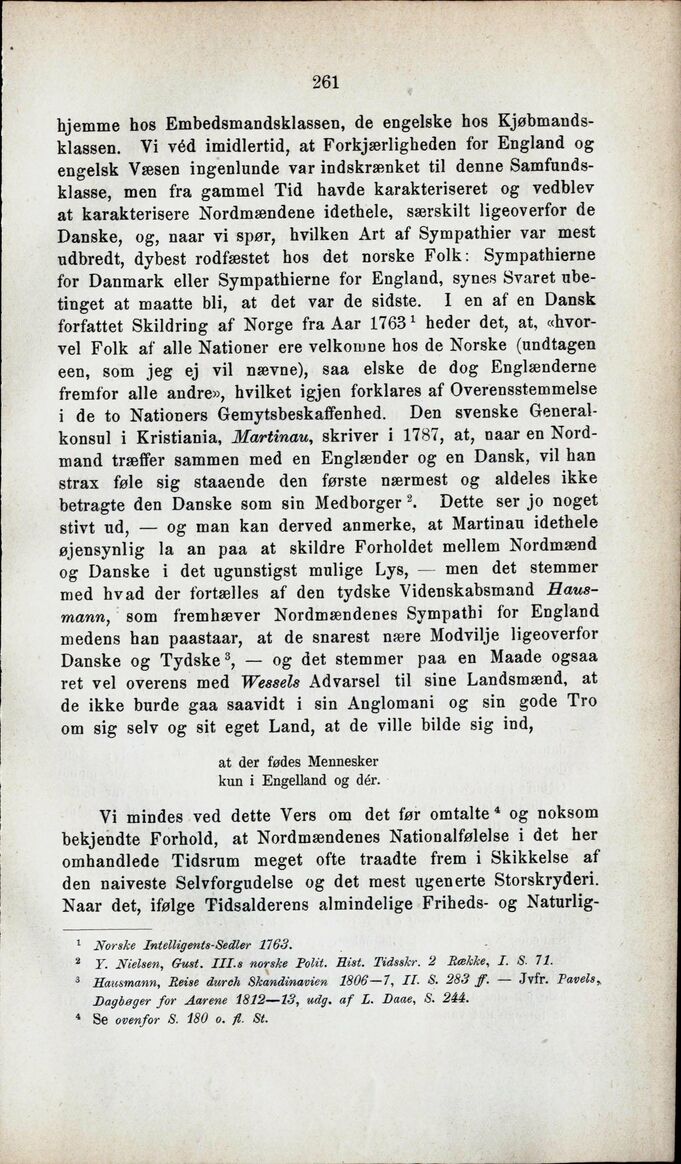 261
hjemme hos Embedsmandsklassen, de engelske hos Kjøbmands-
klassen. Vi véd imidlertid, at Forkjærligheden for England og
engelsk Væsen ingenlunde var indskrænket til denne Samfunds-
klasse, men fra gammel Tid havde karakteriseret og vedblev
at karakterisere Nordmændene idethele, særskilt ligeoverfor de
Danske, og, naar vi spør, hvilken Art af Sympathier var mest
udbredt, dybest rodfæstet hos det norske Folk: Sympathierne
for Danmark eller Sympathierne for England, synes Svaret ube-
tinget at maatte bli, at det var de sidste. I en af en Dansk
forfattet Skildring af Norge fra Aar 1763 ¹ heder det, at, «hvor-
vel Folk af alle Nationer ere velkomne hos de Norske (undtagen
een, som jeg ej vil nævne), saa elske de dog Englænderne
fremfor alle andre», hvilket igjen forklares af Overensstemmelse
i de to Nationers Gemytsbeskaffenhed. Den svenske General-
konsul i Kristiania, Martinau, skriver i 1787, at, naar en Nord-
mand træffer sammen med en Englænder og en Dansk, vil han
strax føle sig staaende den første nærmest og aldeles ikke
betragte den Danske som sin Medborger ². Dette ser jo noget
stivt ud, — og man kan derved anmerke, at Martinau idethele
øjensynlig la an paa at skildre Forholdet mellem Nordmænd
og Danske i det ugunstigst mulige Lys, — men det stemmer
med hvad der fortælles af den tydske Videnskabsmand Haus-
mann, som fremhæver Nordmændenes Sympathi for England
medens han paastaar, at de snarest nære Modvilje ligeoverfor
Danske og Tydske ³, — og det stemmer paa en Maade ogsaa
ret vel overens med Wessels Advarsel til sine Landsmænd, at
de ikke burde gaa saavidt i sin Anglomani og sin gode Tro
om sig selv og sit eget Land, at de ville bilde sig ind,
at der fødes Mennesker
kun i Engelland og dér.
Vi mindes ved dette Vers om det før omtalte ⁴ og noksom
bekjendte Forhold, at Nordmændenes Nationalfølelse i det her
omhandlede Tidsrum meget ofte traadte frem i Skikkelse af
den naiveste Selvforgudelse og det mest ugenerte Storskryderi.
Naar det, ifølge Tidsalderens almindelige Friheds- og Naturlig-
¹ Norske Intelligents-Sedler 1763.
² Y. Nielsen, Gust. III.s norske Polit. Hist. Tidsskr. 2 Række, I. S. 71.
³ Hausmann, Reise durch Skandinavien 1806—7, II. S. 283 ff. — Jvfr. Pavels,
Dagbøger for Aarene 1812—13, udg. af L. Daae, S. 244.
⁴ Se ovenfor S. 180 o. fl. St.